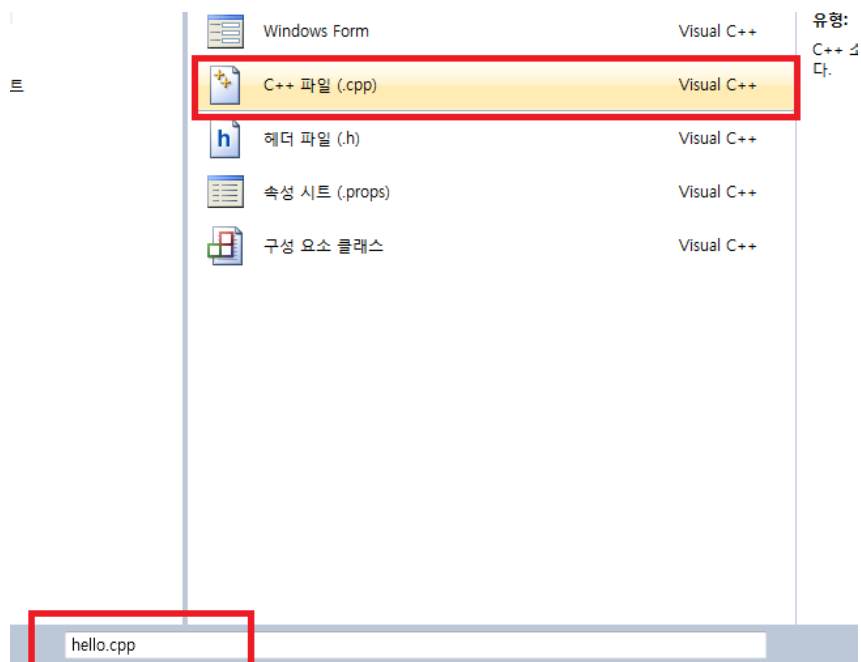 트
Windows Form Visual C++
C++ 파일 (.cpp) Visual C++
헤더 파일 (.h) Visual C++
속성 시트 (.props) Visual C++
구성 요소 클래스 Visual C++
유형:
C++
다.
hello.cpp